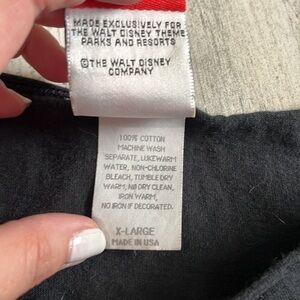 MADE EXCLUSIVELY FOR
THE WALT DISNEY THEME
PARKS AND RESORTS
©THE WALT DISNEY
COMPANY
100% COTTON
MACHINE WASH
SEPARATE, LUKEWARM
WATER, NON-CHLORINE
BLEACH, TUMBLE DRY
WARM, NO DRY CLEAN,
IRON WARM,
NO IRON IF DECORATED.
X-LARGE
MADE IN USA